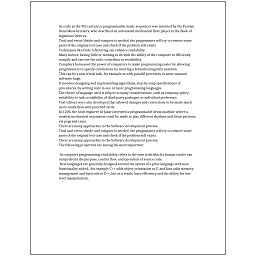 as early as the 9th century, a programmable music sequencer was invented by the Persian
Banu Musa brothers, who described an automated mechanical flute player in the Book of
Ingenious Devices.
Trial-and-error/divide-and-conquer is needed: the programmer will try to remove some
parts of the original test case and check if the problem still exists.
Techniques like Code refactoring can enhance readability.
Many factors, having little or nothing to do with the ability of the computer to efficiently
compile and execute the code, contribute to readability.
Compilers harnessed the power of computers to make programming easier by allowing
programmers to specify calculations by entering a formula using infix notation.
This can be a non-trivial task, for example as with parallel processes or some unusual
software bugs.
It involves designing and implementing algorithms, step-by-step specifications of
procedures, by writing code in one or more programming languages.
The choice of language used is subject to many considerations, such as company policy,
suitability to task, availability of third-party packages, or individual preference.
Text editors were also developed that allowed changes and corrections to be made much
more easily than with punched cards.
In 1206, the Arab engineer Al-Jazari invented a programmable drum machine where a
musical mechanical automaton could be made to play different rhythms and drum patterns,
via pegs and cams.
There are many approaches to the Software development process.
Trial-and-error/divide-and-conquer is needed: the programmer will try to remove some
parts of the original test case and check if the problem still exists.
There are many approaches to the Software development process.
The following properties are among the most important:
In computer programming, readability refers to the ease with which a human reader can
comprehend the purpose, control flow, and operation of source code.
New languages are generally designed around the syntax of a prior language with new
functionality added, (for example C++ adds object-orientation to C, and Java adds memory
management and bytecode to C++, but as a result, loses efficiency and the ability for low-
level manipulation).